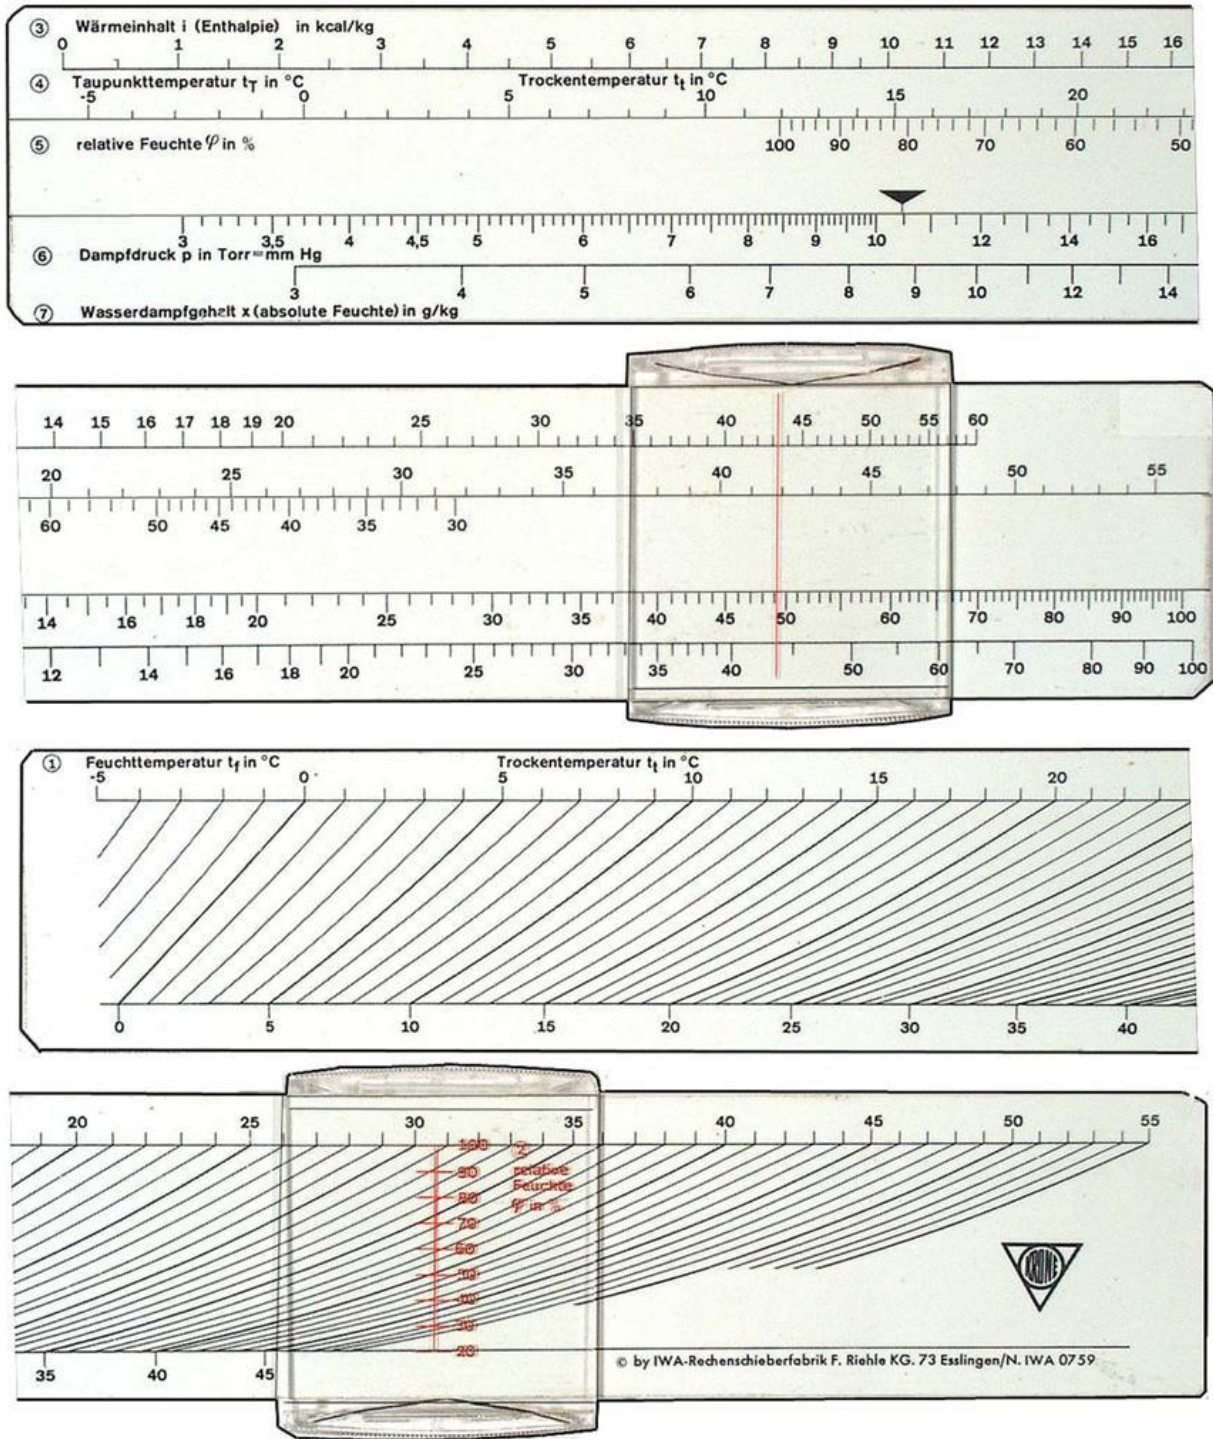 ③ Wärmeinhalt i (Enthalpie) in kcal/kg
0 1 2 3 4 5 6 7 8 9 10 11 12 13 14 15 16
④ Taupunkttemperatur t_T in °C Trockentemperatur t_t in °C
-5 0 5 10 15 20
⑤ relative Feuchte φ in %
100 90 80 70 60 50
3 3,5 4 4,5 5 6 7 8 9 10 12 14 16
⑥ Dampfdruck p in Torr=mm Hg
3 4 5 6 7 8 9 10 12 14
⑦ Wasserdampfgehalt x (absolute Feuchte) in g/kg
14 15 16 17 18 19 20 25 30 35 40 45 50 55 60
20 25 30 35 40 45 50 55
60 50 45 40 35 30
14 16 18 20 25 30 35 40 45 50 60 70 80 90 100
12 14 16 18 20 25 30 35 40 50 60 70 80 90 100
① Feuchttemperatur t_f in °C Trockentemperatur t_t in °C
-5 0 5 10 15 20
0 5 10 15 20 25 30 35 40
20 25 30 35 40 45 50 55
100 ②
90 relative
80 Feuchte
φ in %
70
60
50
40
30
20
KRONE
35 40 45
© by IWA-Rechenschieberfabrik F. Riehle KG. 73 Esslingen/N. IWA 0759